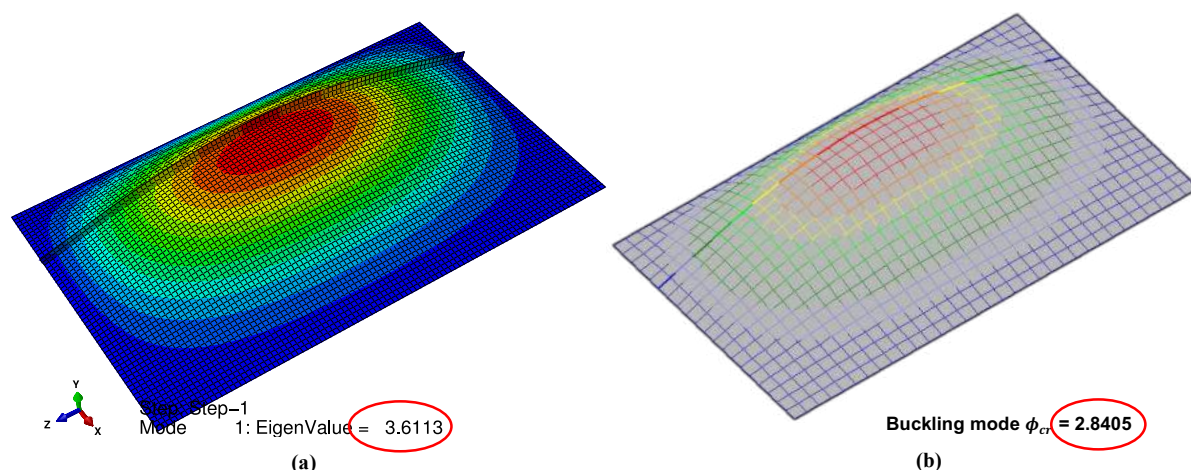 Y
Z
X
Step: Step-1
Mode 1: EigenValue = 3.6113
(a)
Buckling mode ϕcr = 2.8405
(b)